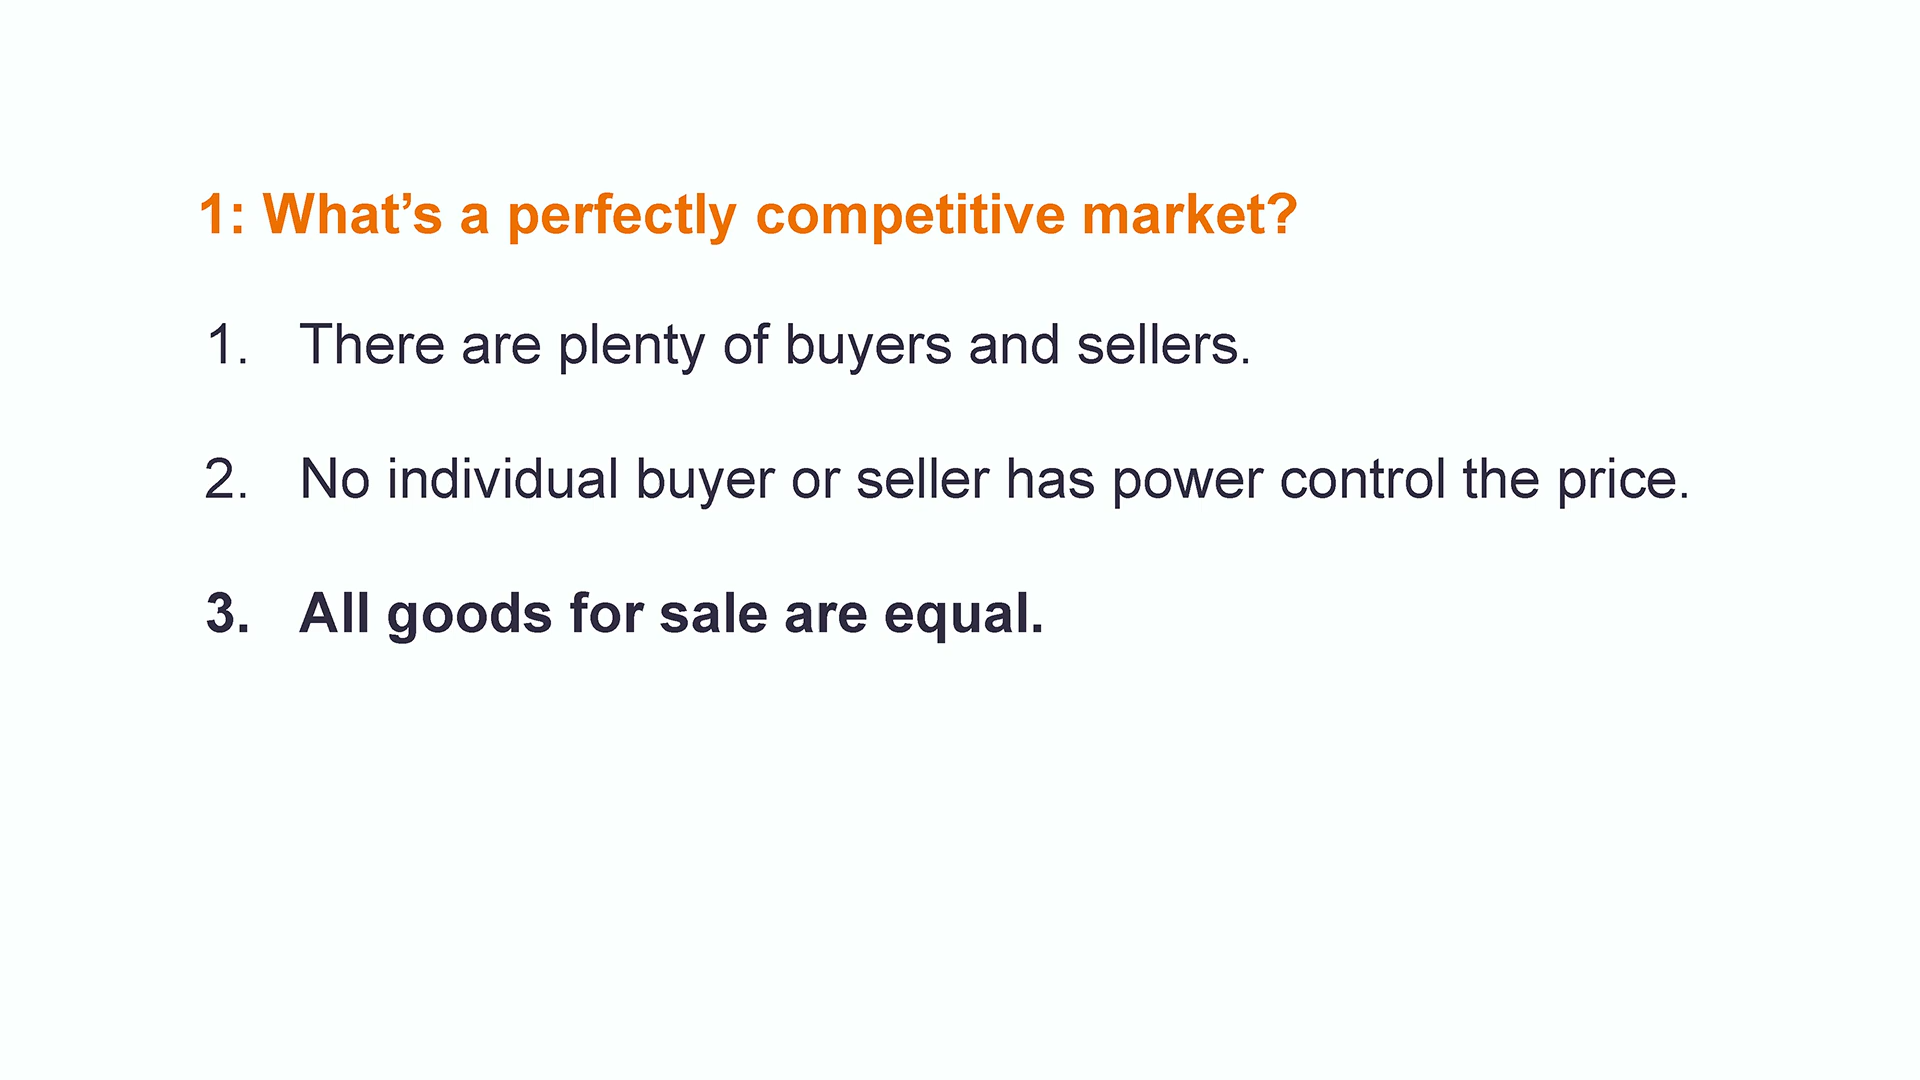 1: What’s a perfectly competitive market?
1. There are plenty of buyers and sellers.
2. No individual buyer or seller has power control the price.
3. All goods for sale are equal.